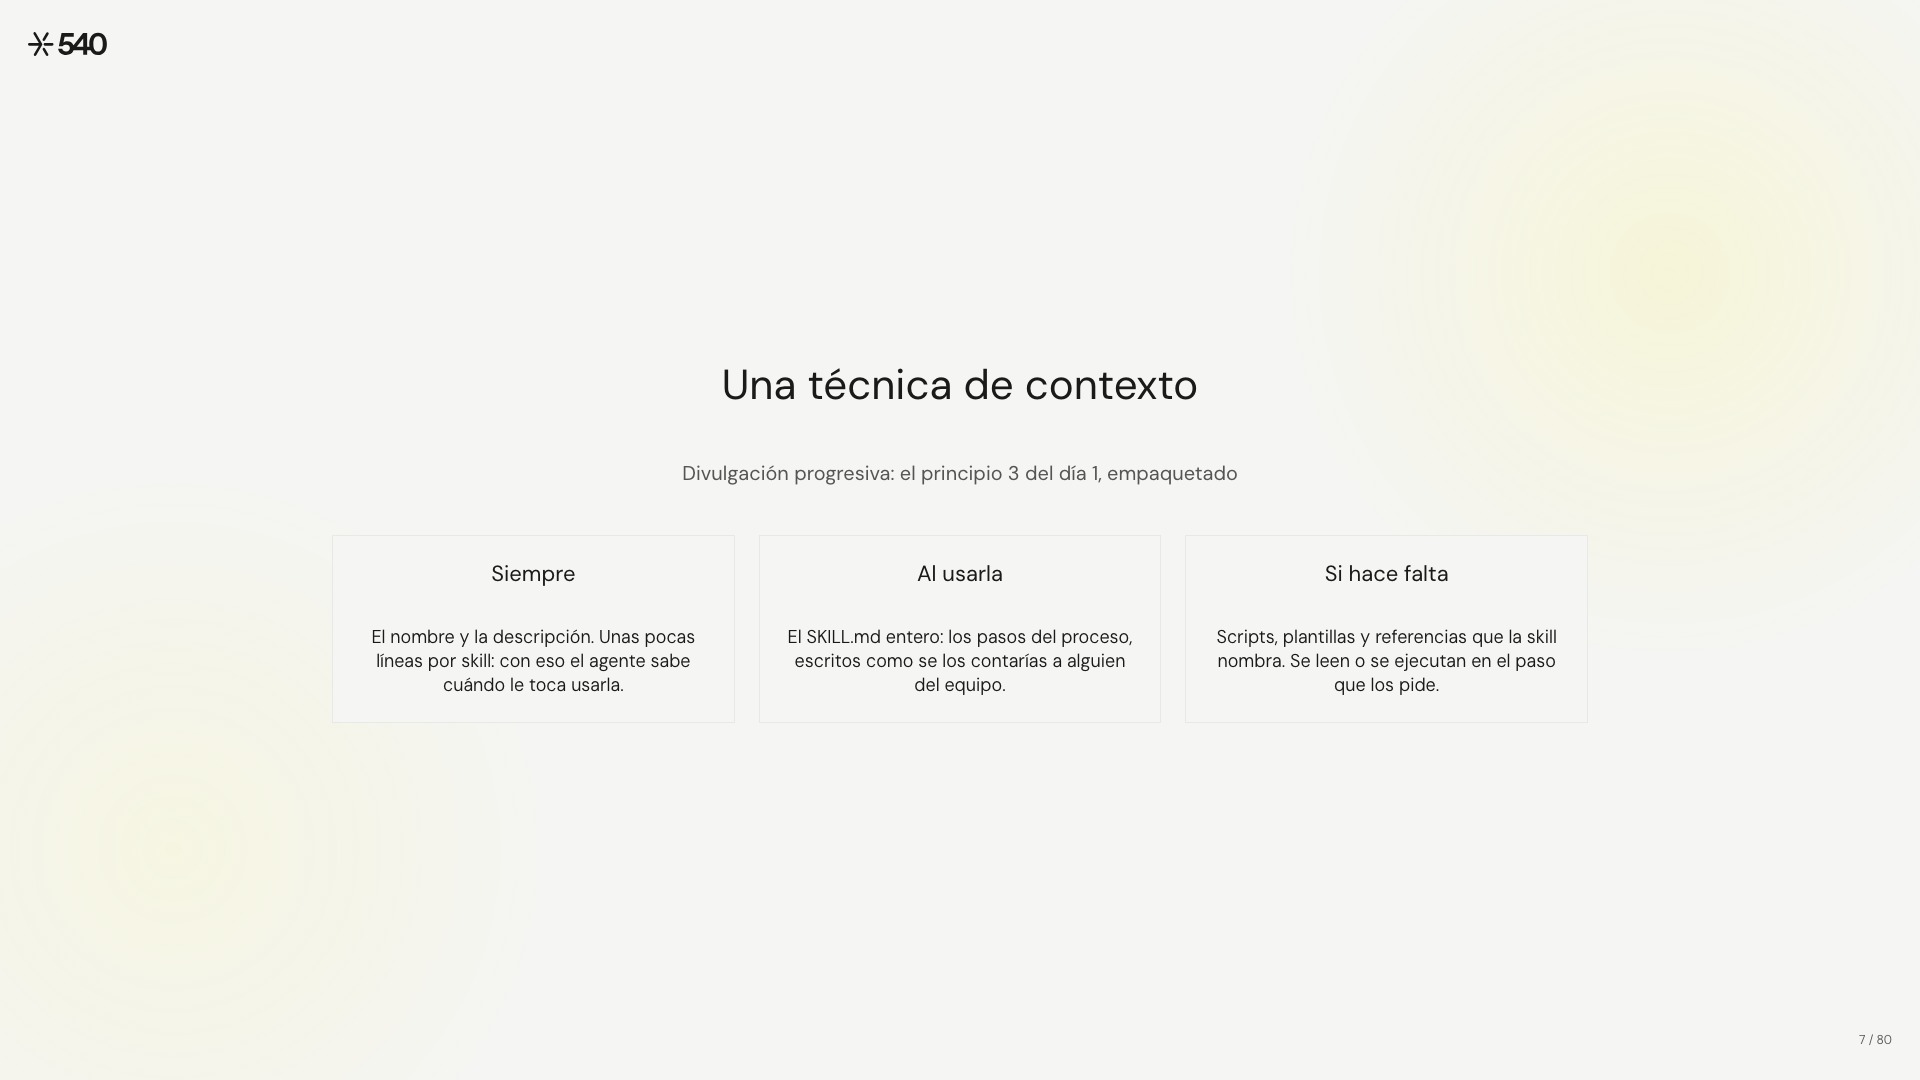 540
Una técnica de contexto
Divulgación progresiva: el principio 3 del día 1, empaquetado
Siempre
El nombre y la descripción. Unas pocas
líneas por skill: con eso el agente sabe
cuándo le toca usarla.
Al usarla
El SKILL.md entero: los pasos del proceso,
escritos como se los contarías a alguien
del equipo.
Si hace falta
Scripts, plantillas y referencias que la skill
nombra. Se leen o se ejecutan en el paso
que los pide.
7 / 80